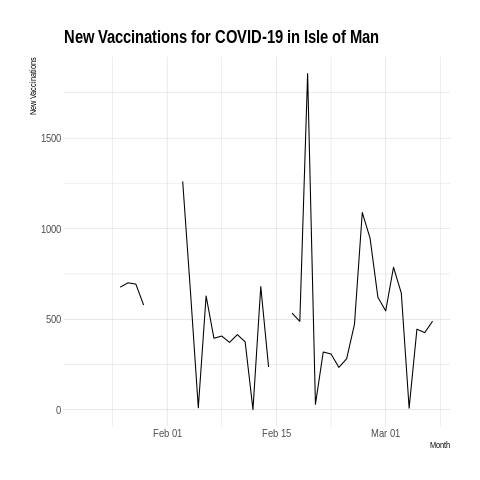 New Vaccinations for COVID-19 in Isle of Man
New Vaccinations
1500
1000
500
0
Feb 01 Feb 15 Mar 01
Month